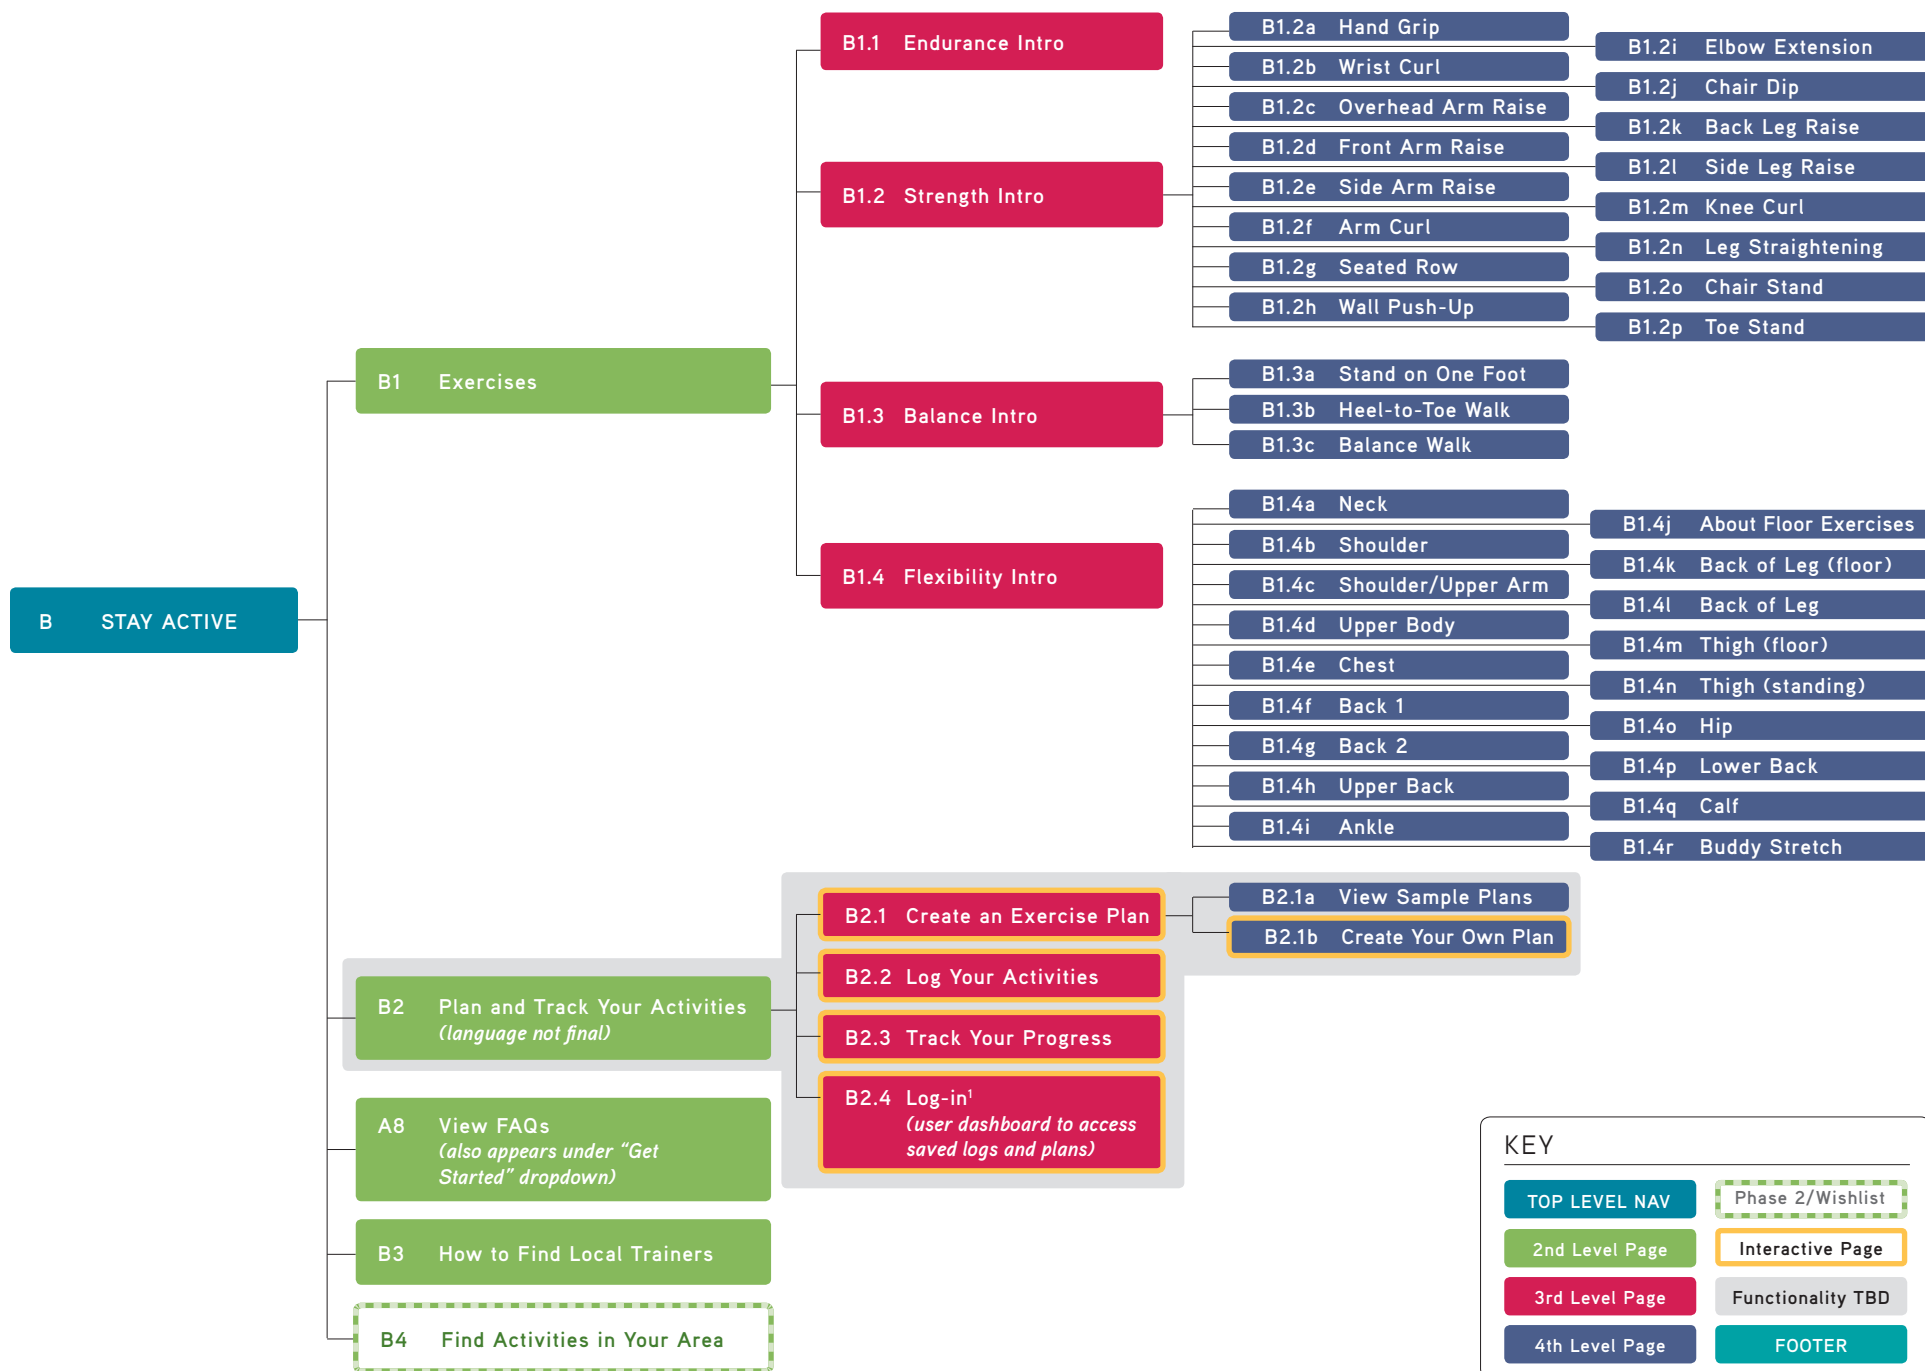 B STAY ACTIVE
B1 Exercises
B1.1 Endurance Intro
B1.2 Strength Intro
B1.2a Hand Grip
B1.2b Wrist Curl
B1.2c Overhead Arm Raise
B1.2d Front Arm Raise
B1.2e Side Arm Raise
B1.2f Arm Curl
B1.2g Seated Row
B1.2h Wall Push-Up
B1.2i Elbow Extension
B1.2j Chair Dip
B1.2k Back Leg Raise
B1.2l Side Leg Raise
B1.2m Knee Curl
B1.2n Leg Straightening
B1.2o Chair Stand
B1.2p Toe Stand
B1.3 Balance Intro
B1.3a Stand on One Foot
B1.3b Heel-to-Toe Walk
B1.3c Balance Walk
B1.4 Flexibility Intro
B1.4a Neck
B1.4b Shoulder
B1.4c Shoulder/Upper Arm
B1.4d Upper Body
B1.4e Chest
B1.4f Back 1
B1.4g Back 2
B1.4h Upper Back
B1.4i Ankle
B1.4j About Floor Exercises
B1.4k Back of Leg (floor)
B1.4l Back of Leg
B1.4m Thigh (floor)
B1.4n Thigh (standing)
B1.4o Hip
B1.4p Lower Back
B1.4q Calf
B1.4r Buddy Stretch
B2 Plan and Track Your Activities
(language not final)
B2.1 Create an Exercise Plan
B2.1a View Sample Plans
B2.1b Create Your Own Plan
B2.2 Log Your Activities
B2.3 Track Your Progress
B2.4 Log-in¹
(user dashboard to access
saved logs and plans)
A8 View FAQs
(also appears under “Get
Started” dropdown)
B3 How to Find Local Trainers
B4 Find Activities in Your Area
KEY
TOP LEVEL NAV
2nd Level Page
3rd Level Page
4th Level Page
Phase 2/Wishlist
Interactive Page
Functionality TBD
FOOTER